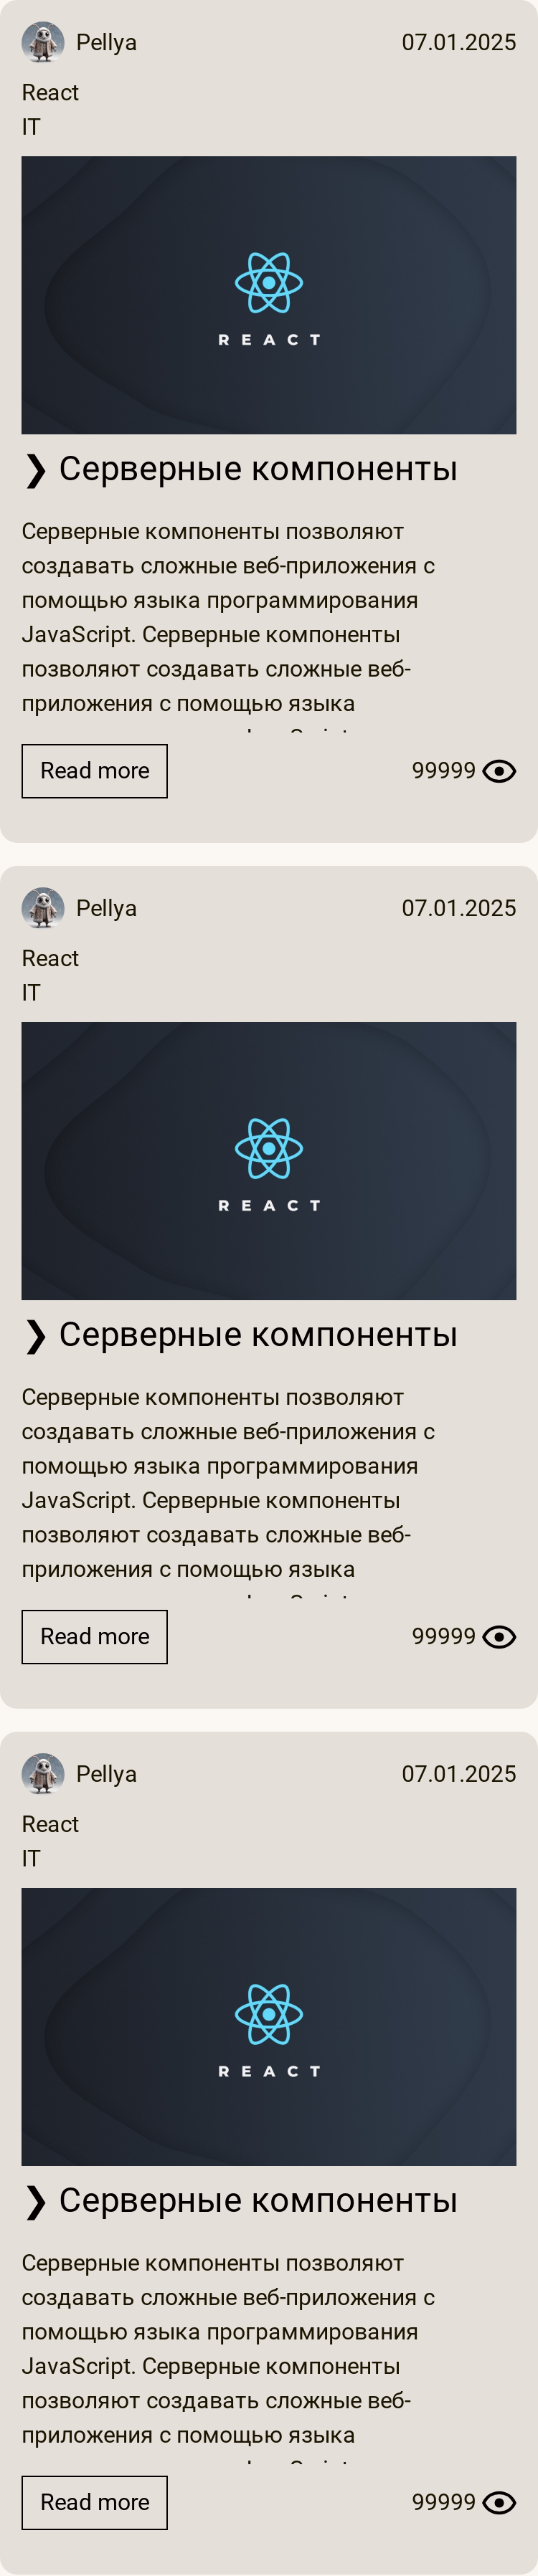 Pellya 07.01.2025
React
IT
REACT
❯ Серверные компоненты
Серверные компоненты позволяют
создавать сложные веб-приложения с
помощью языка программирования
JavaScript. Серверные компоненты
позволяют создавать сложные веб-
приложения с помощью языка
Read more 99999
Pellya 07.01.2025
React
IT
REACT
❯ Серверные компоненты
Серверные компоненты позволяют
создавать сложные веб-приложения с
помощью языка программирования
JavaScript. Серверные компоненты
позволяют создавать сложные веб-
приложения с помощью языка
Read more 99999
Pellya 07.01.2025
React
IT
REACT
❯ Серверные компоненты
Серверные компоненты позволяют
создавать сложные веб-приложения с
помощью языка программирования
JavaScript. Серверные компоненты
позволяют создавать сложные веб-
приложения с помощью языка
Read more 99999